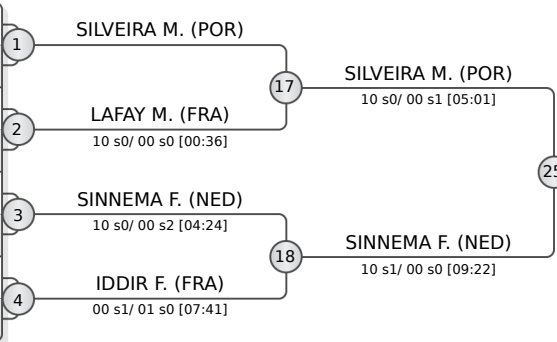 SILVEIRA M. (POR)
1
17
SILVEIRA M. (POR)
10 s0/ 00 s1 [05:01]
LAFAY M. (FRA)
2
10 s0/ 00 s0 [00:36]
25
SINNEMA F. (NED)
3
10 s0/ 00 s2 [04:24]
18
SINNEMA F. (NED)
10 s1/ 00 s0 [09:22]
IDDIR F. (FRA)
4
00 s1/ 01 s0 [07:41]